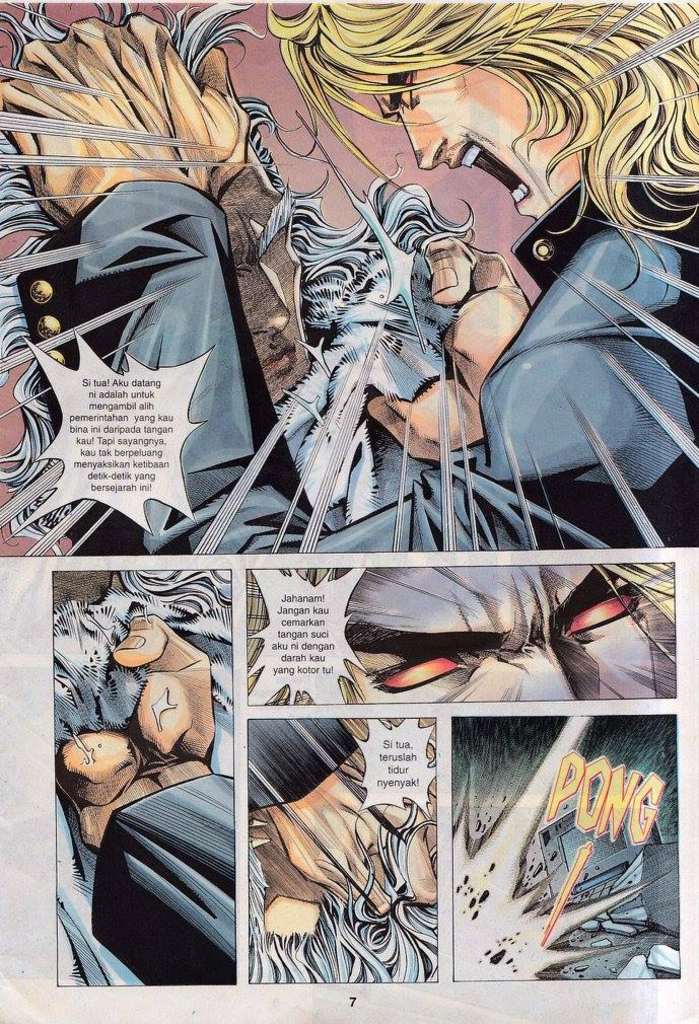 Si tua! Aku datang
ni adalah untuk
mengambil alih
pemerintahan yang kau
bina ini daripada tangan
kau! Tapi sayangnya,
kau tak berpeluang
menyaksikan ketibaan
detik-detik yang
bersejarah ini!
Jahanam!
Jangan kau
cemarkan
tangan suci
aku ni dengan
darah kau
yang kotor tu!
Si tua,
teruslah
tidur
nyenyak!
PONG
!
7